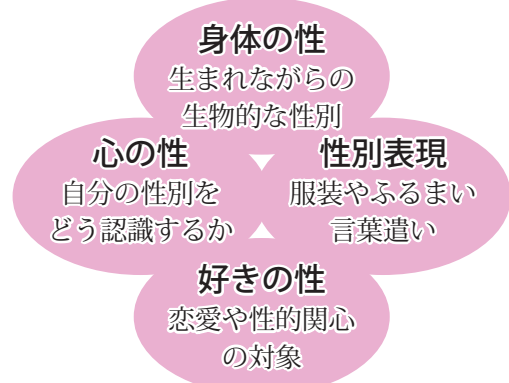 身体の性
生まれながらの
生物的な性別
心の性
自分の性別を
どう認識するか
性別表現
服装やふるまい
言葉遣い
好きの性
恋愛や性的関心
の対象